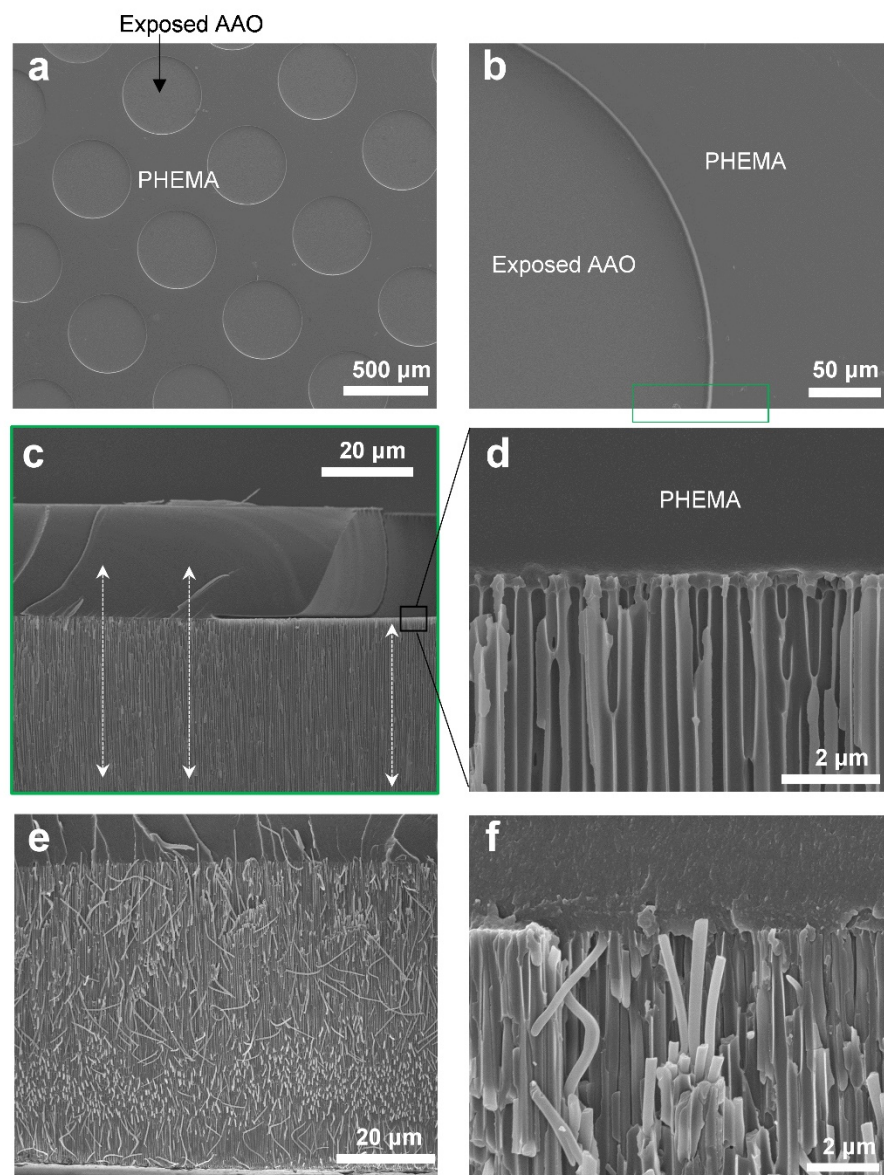 Exposed AAO
a
PHEMA
500 µm
b
PHEMA
Exposed AAO
50 µm
c
20 µm
d
PHEMA
2 µm
e
20 µm
f
2 µm